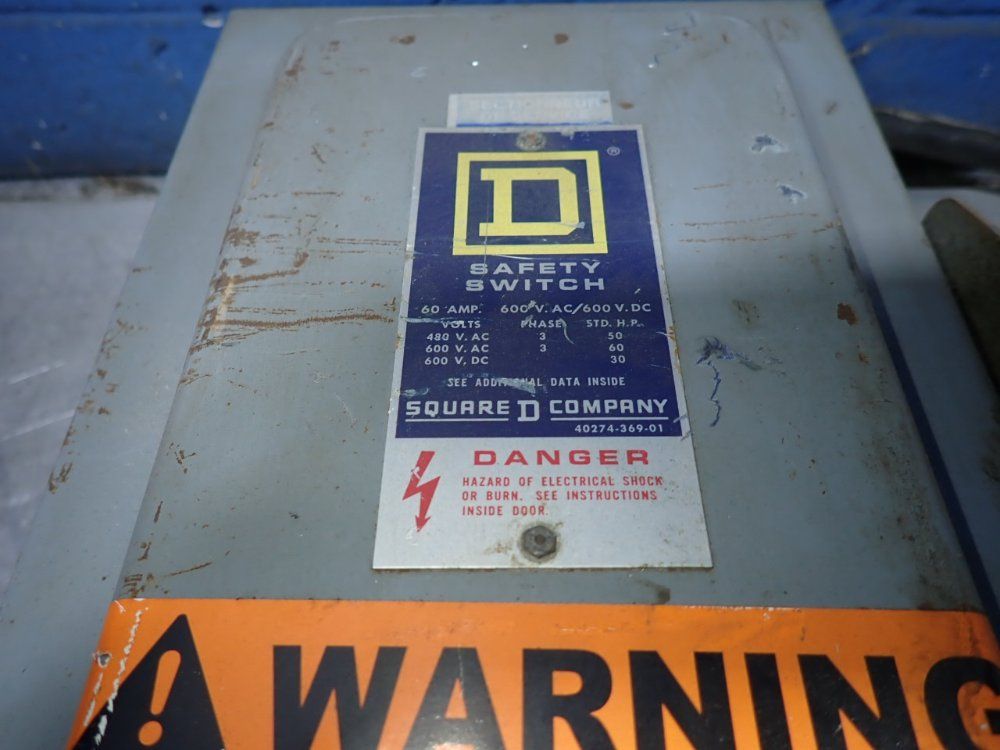 SECTIONNEUR
D ®
SAFETY
SWITCH
60 AMP. 600 V. AC/600 V. DC
VOLTS PHASE STD. H.P.
480 V. AC 3 50
600 V. AC 3 60
600 V. DC 30
SEE ADDITIONAL DATA INSIDE
SQUARE D COMPANY
40274-369-01
DANGER
HAZARD OF ELECTRICAL SHOCK
OR BURN. SEE INSTRUCTIONS
INSIDE DOOR.
! WARNING